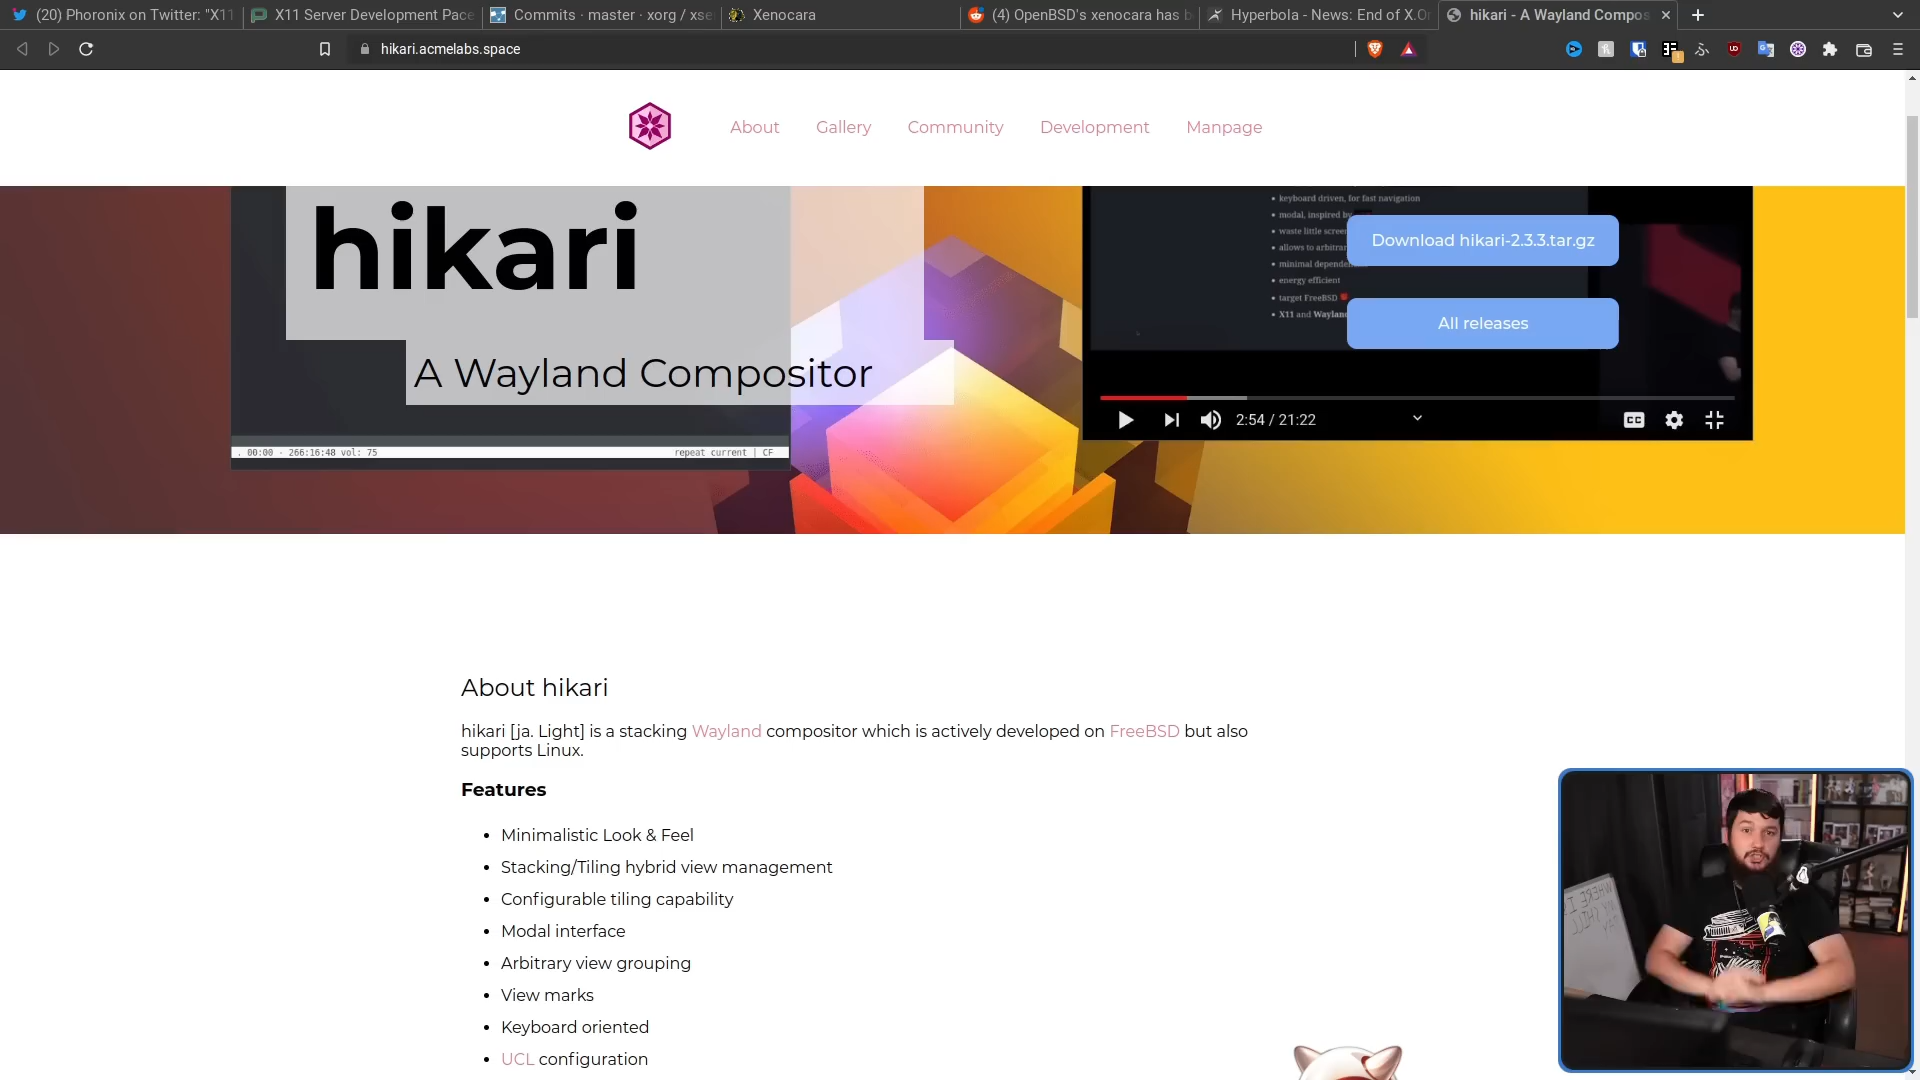 (20) Phoronix on Twitter: "X11
X11 Server Development Pace
Commits · master · xorg / xse
Xenocara
(4) OpenBSD's xenocara has b
Hyperbola - News: End of X.Or
hikari - A Wayland Compos
hikari.acmelabs.space
About
Gallery
Community
Development
Manpage
hikari
A Wayland Compositor
. 00:00 - 266:16:48 vol: 75
repeat current | CF
keyboard driven, for fast navigation
modal, inspired by
waste little scree
allows to arbitrar
minimal depende
energy efficient
target FreeBSD
X11 and Waylan
Download hikari-2.3.3.tar.gz
All releases
2:54 / 21:22
CC
About hikari
hikari [ja. Light] is a stacking Wayland compositor which is actively developed on FreeBSD but also
supports Linux.
Features
Minimalistic Look & Feel
Stacking/Tiling hybrid view management
Configurable tiling capability
Modal interface
Arbitrary view grouping
View marks
Keyboard oriented
UCL configuration